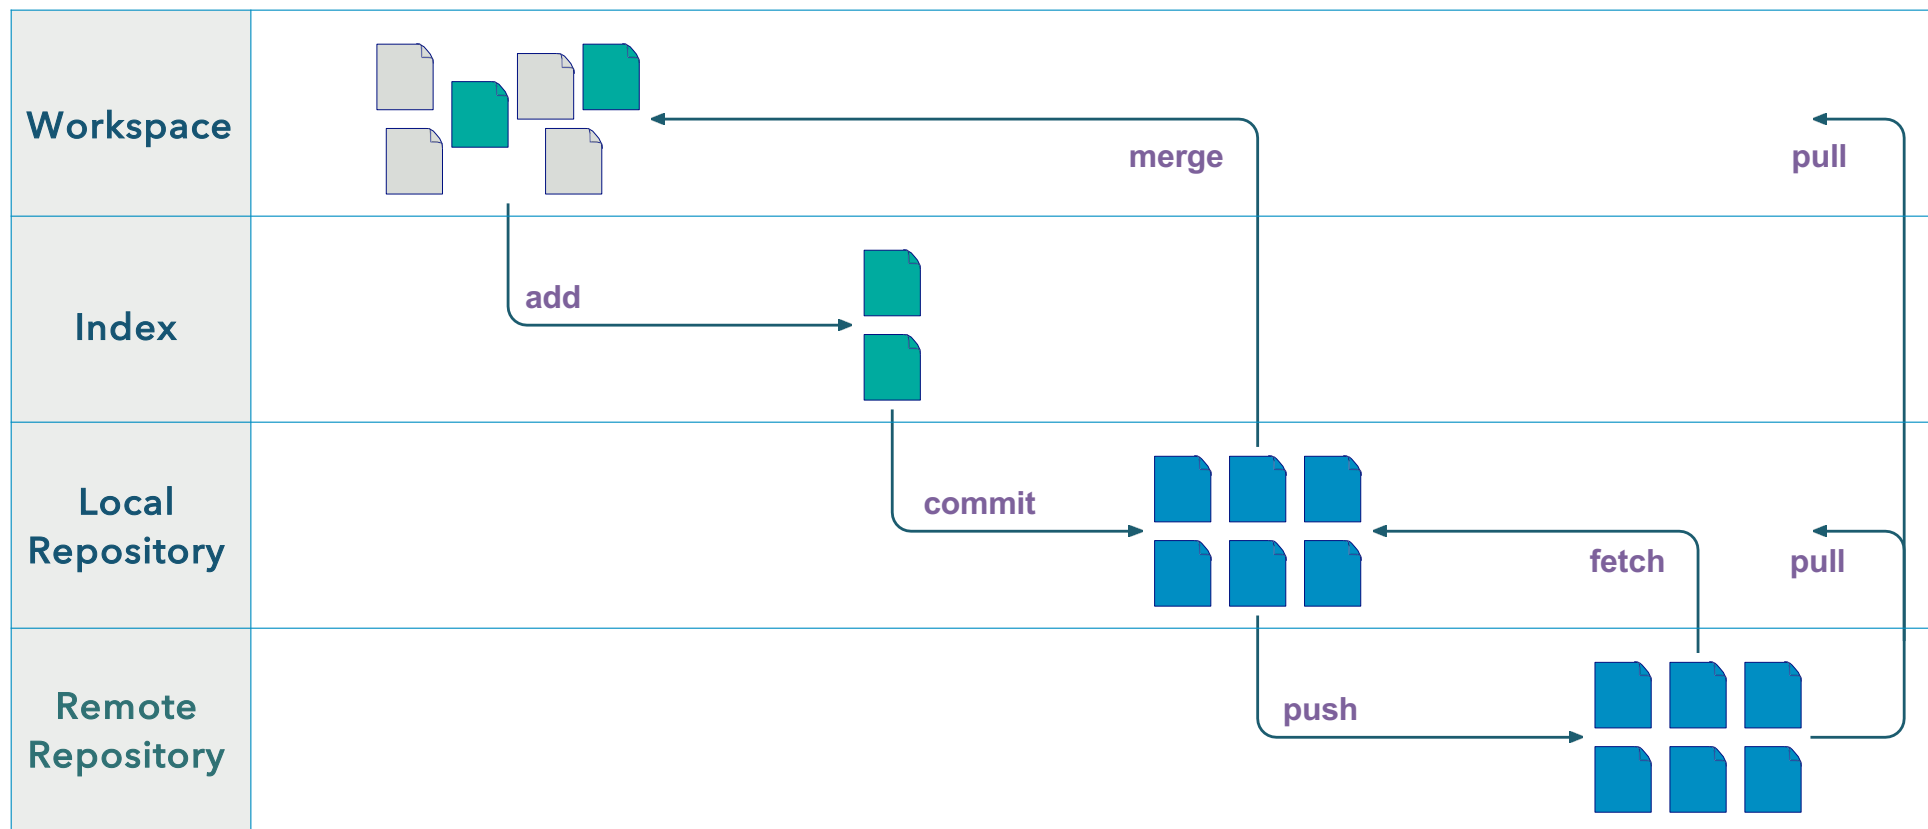 Workspace
merge
pull
add
Index
Local
Repository
commit
fetch
pull
Remote
Repository
push